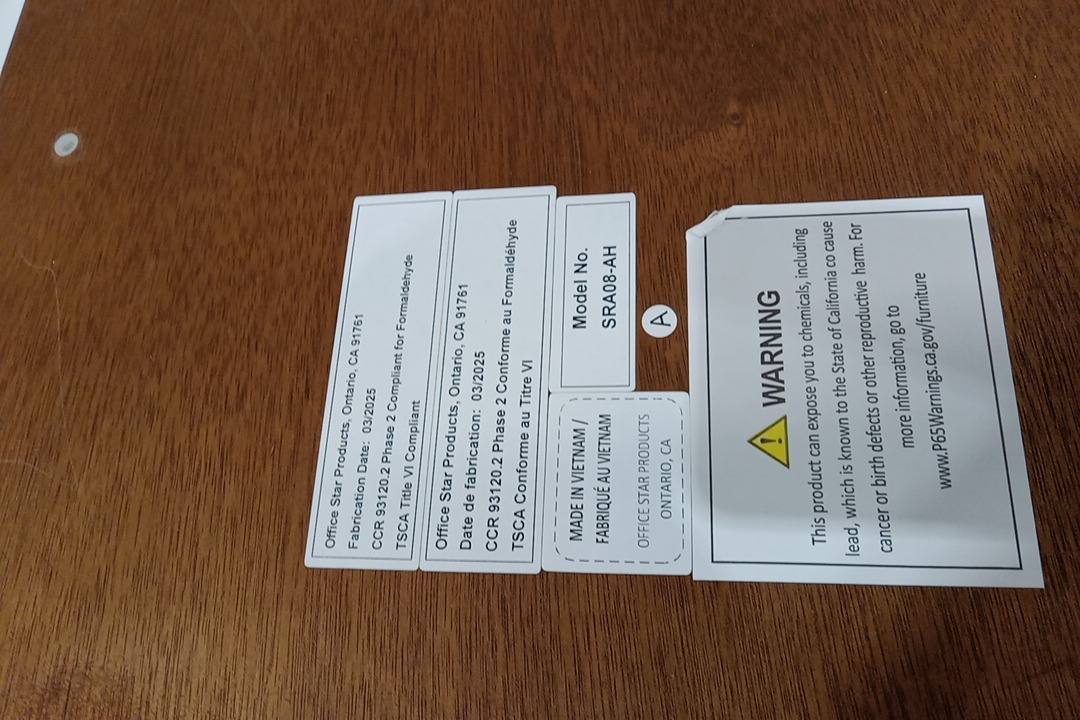 Office Star Products, Ontario, CA 91761
Fabrication Date: 03/2025
CCR 93120.2 Phase 2 Compliant for Formaldehyde
TSCA Title VI Compliant
Office Star Products, Ontario, CA 91761
Date de fabrication: 03/2025
CCR 93120.2 Phase 2 Conforme au Formaldéhyde
TSCA Conforme au Titre VI
MADE IN VIETNAM /
FABRIQUÉ AU VIETNAM
OFFICE STAR PRODUCTS
ONTARIO, CA
Model No.
SRA08-AH
A
WARNING
This product can expose you to chemicals, including
lead, which is known to the State of California co cause
cancer or birth defects or other reproductive harm. For
more information, go to
www.P65Warnings.ca.gov/furniture